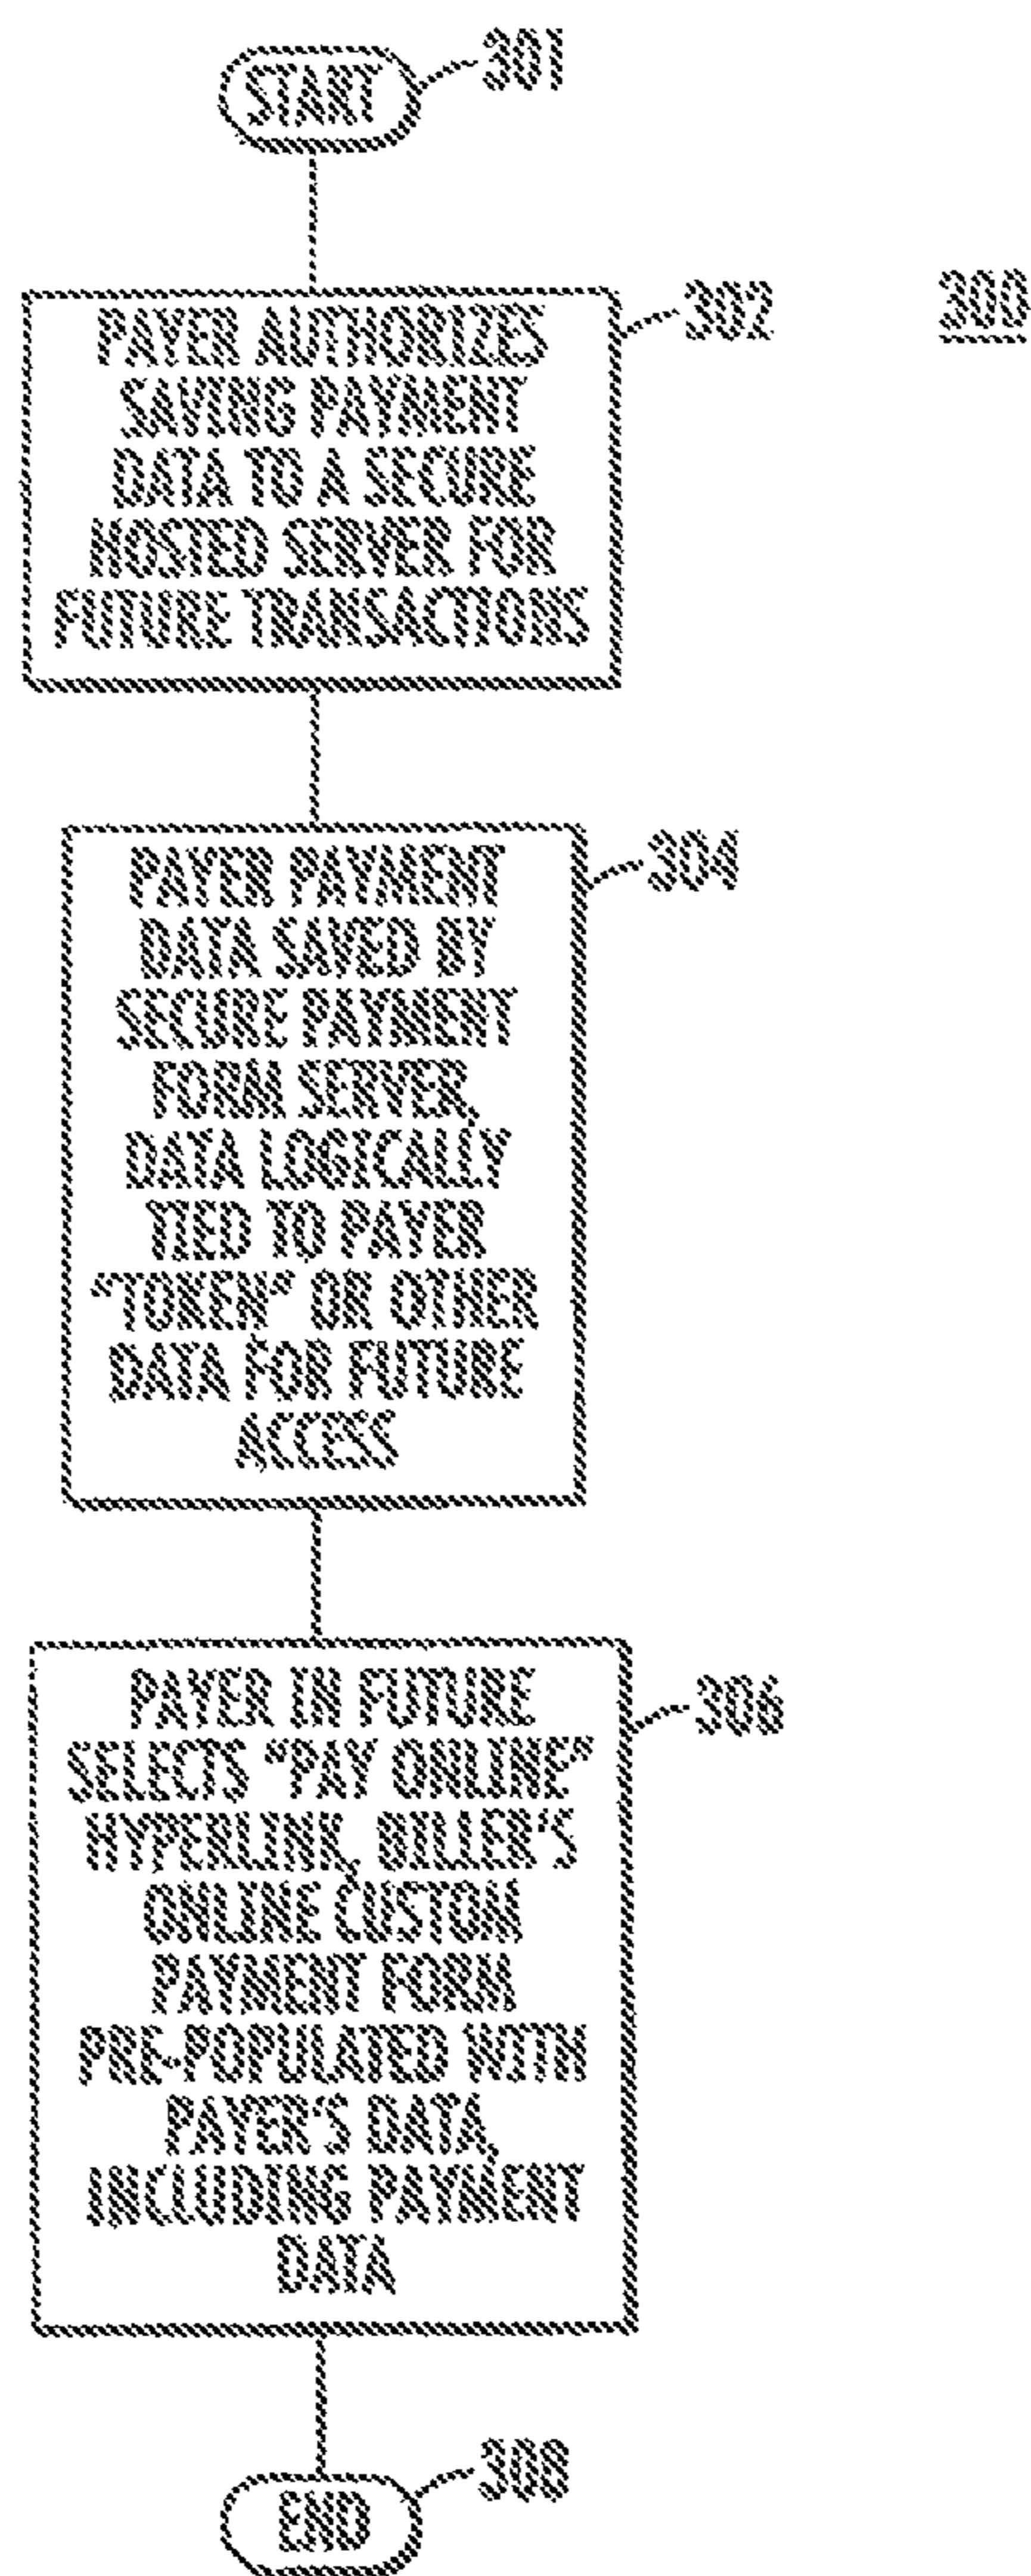 START
301
300
302
PAYER AUTHORIZES
SAVING PAYMENT
DATA TO A SECURE
HOSTED SERVER FOR
FUTURE TRANSACTIONS
304
PAYER PAYMENT
DATA SAVED BY
SECURE PAYMENT
FORM SERVER,
DATA LOGICALLY
TIED TO PAYER
"TOKEN" OR OTHER
DATA FOR FUTURE
ACCESS
306
PAYER IN FUTURE
SELECTS "PAY ONLINE"
HYPERLINK, BILLER'S
ONLINE CUSTOM
PAYMENT FORM
PRE-POPULATED WITH
PAYER'S DATA,
INCLUDING PAYMENT
DATA
308
END